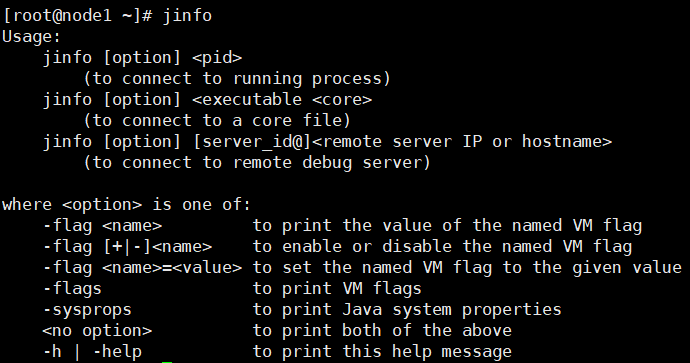 [root@node1 ~]# jinfo
Usage:
    jinfo [option] <pid>
        (to connect to running process)
    jinfo [option] <executable <core>
        (to connect to a core file)
    jinfo [option] [server_id@]<remote server IP or hostname>
        (to connect to remote debug server)

where <option> is one of:
    -flag <name>         to print the value of the named VM flag
    -flag [+|-]<name>    to enable or disable the named VM flag
    -flag <name>=<value> to set the named VM flag to the given value
    -flags               to print VM flags
    -sysprops            to print Java system properties
    <no option>          to print both of the above
    -h | -help           to print this help message